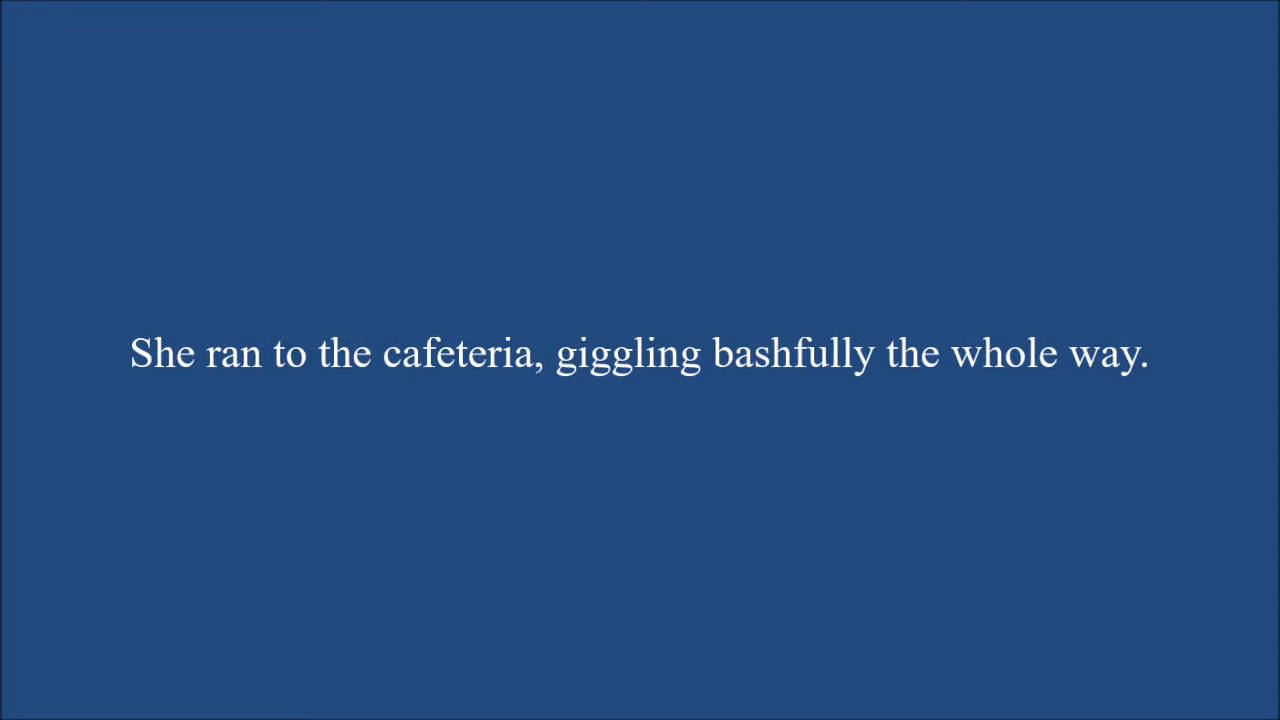 She ran to the cafeteria, giggling bashfully the whole way.